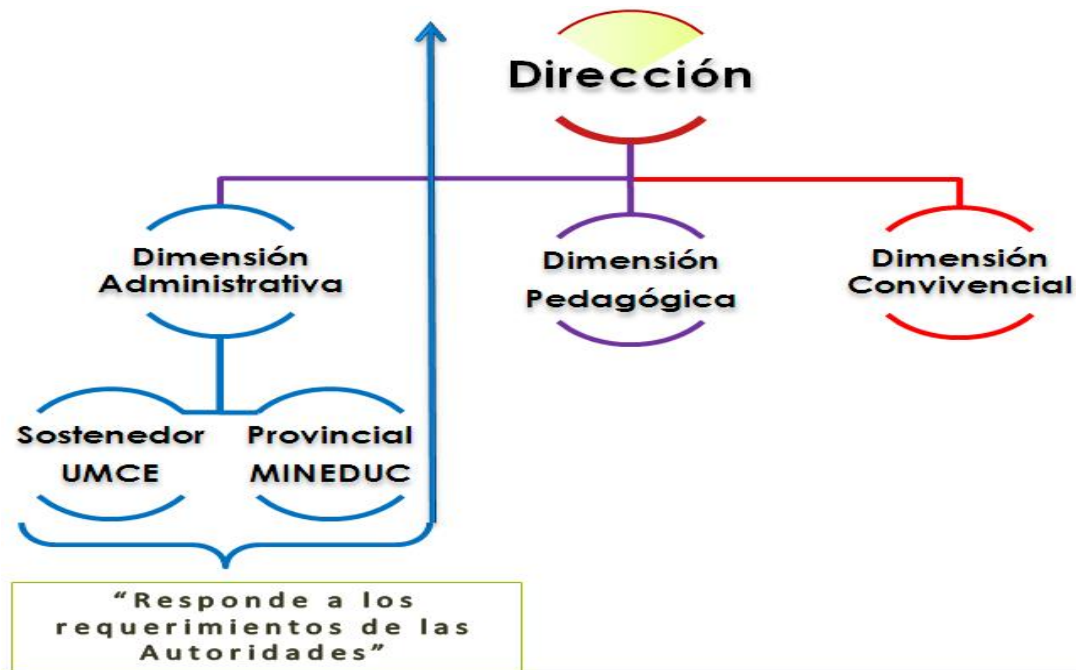 Dirección
Dimensión
Administrativa
Dimensión
Pedagógica
Dimensión
Convivencial
Sostenedor
UMCE
Provincial
MINEDUC
“Responde a los
requerimientos de las
Autoridades”